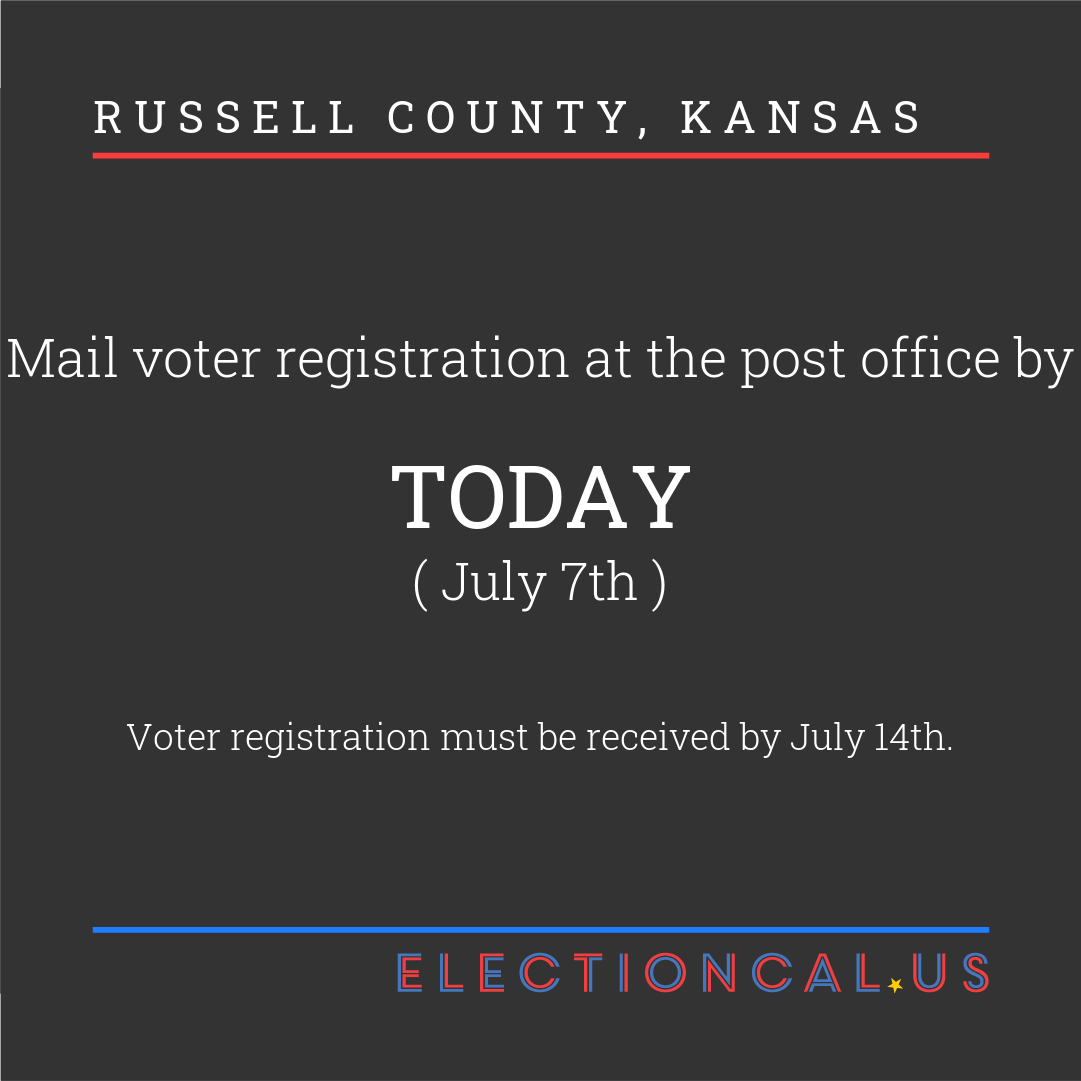 RUSSELL COUNTY, KANSAS
Mail voter registration at the post office by
TODAY
( July 7th )
Voter registration must be received by July 14th.
ELECTIONCAL.US